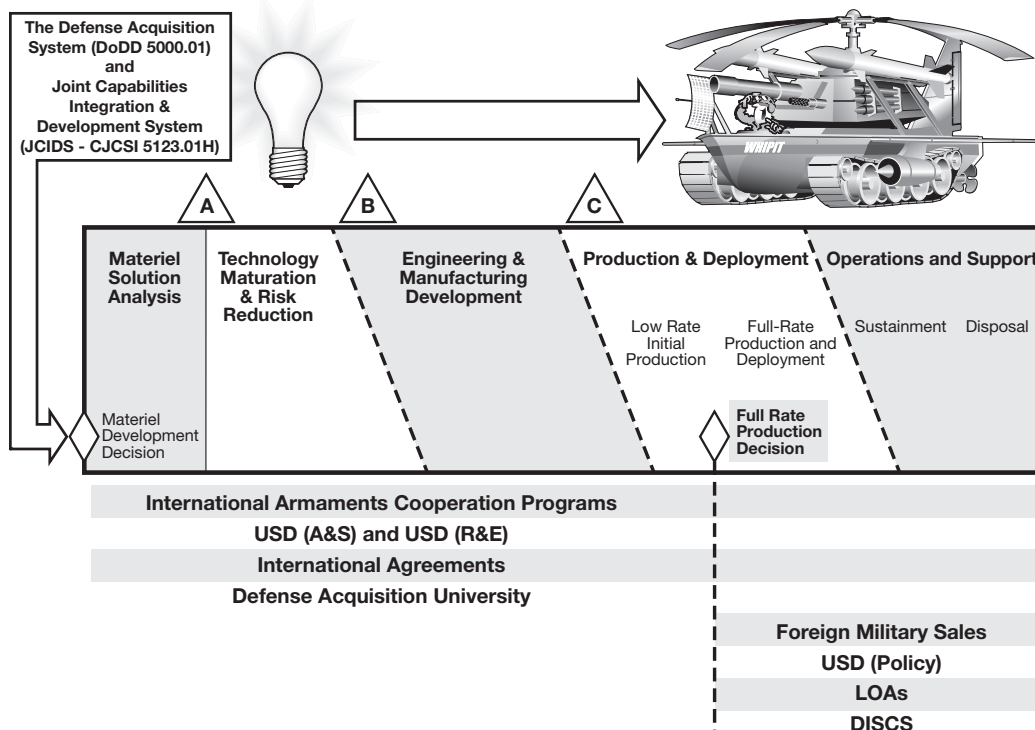 The Defense Acquisition
System (DoDD 5000.01)
and
Joint Capabilities
Integration &
Development System
(JCIDS - CJCSI 5123.01H)
WHIPIT
A
B
C
Materiel
Solution
Analysis
Technology
Maturation
& Risk
Reduction
Engineering &
Manufacturing
Development
Production & Deployment
Operations and Support
Low Rate
Initial
Production
Full-Rate
Production and
Deployment
Sustainment
Disposal
Materiel
Development
Decision
Full Rate
Production
Decision
International Armaments Cooperation Programs
USD (A&S) and USD (R&E)
International Agreements
Defense Acquisition University
Foreign Military Sales
USD (Policy)
LOAs
DISCS